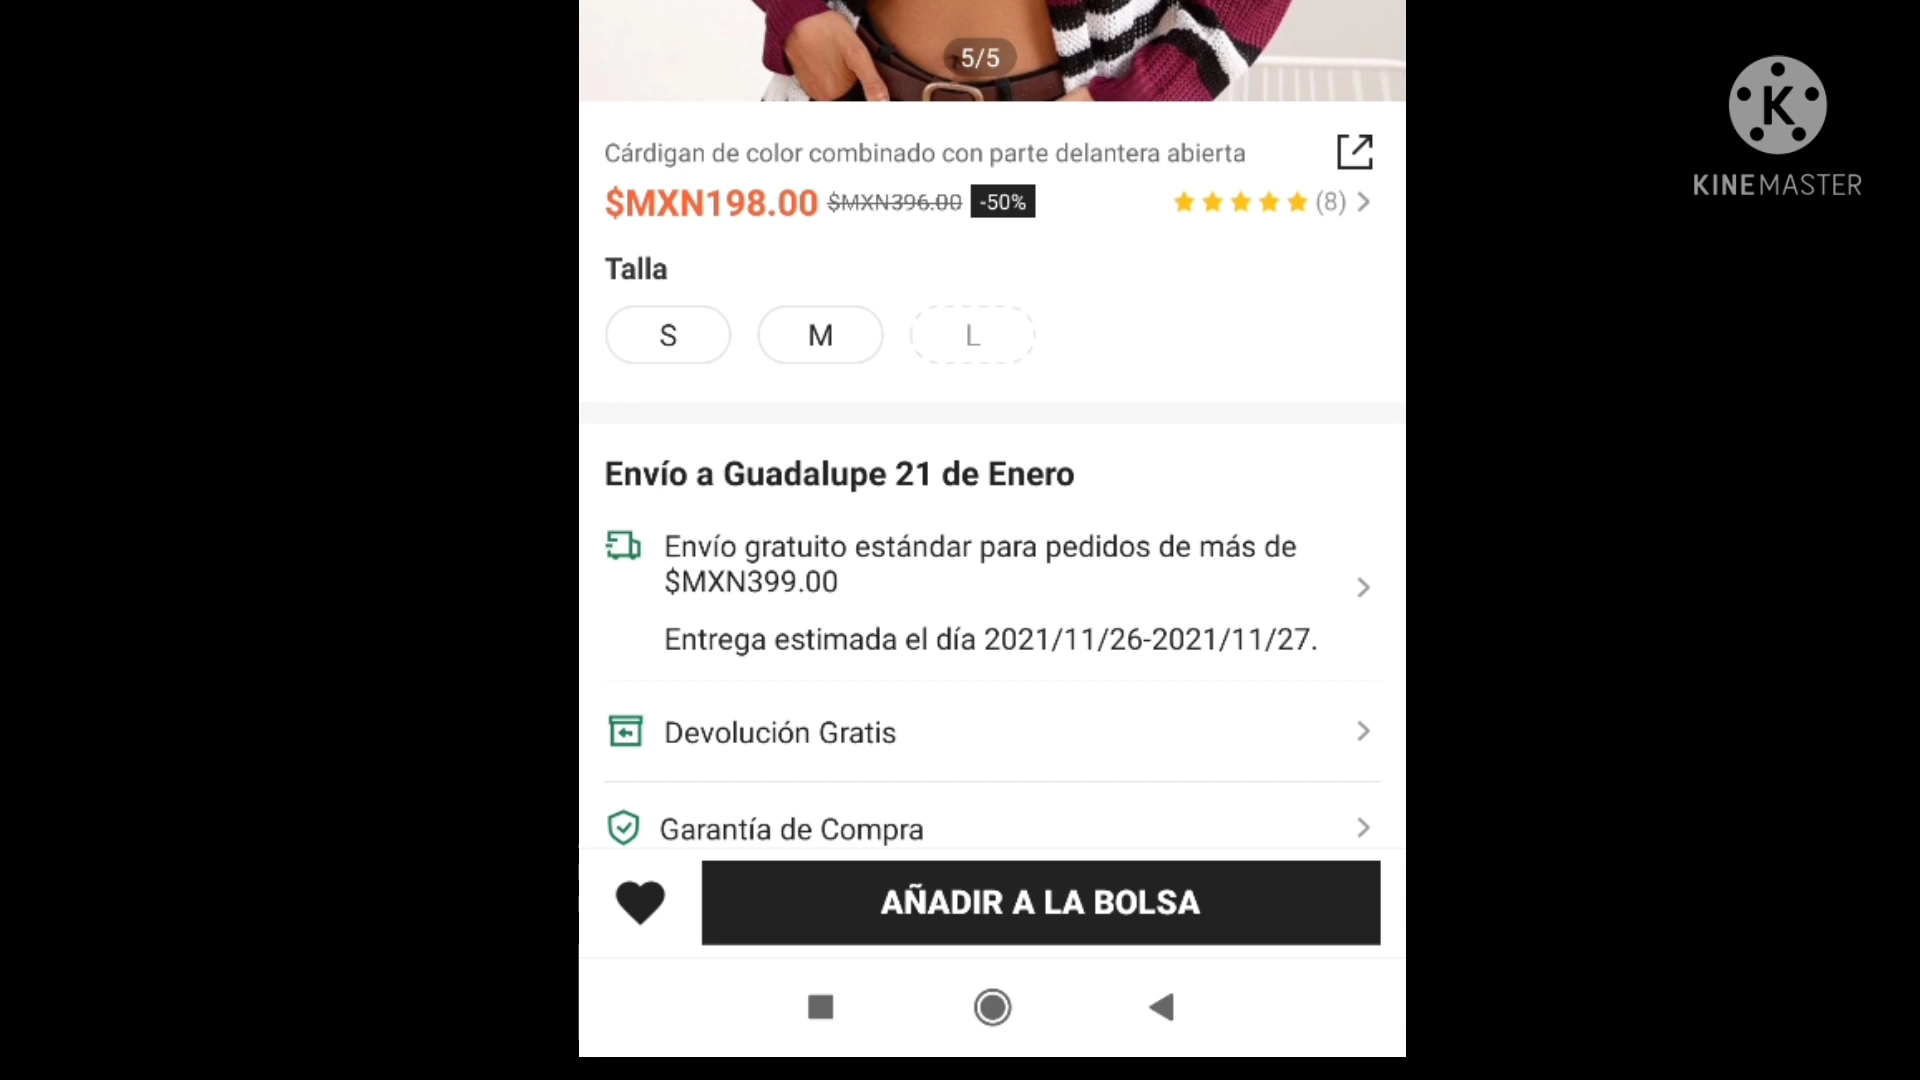 5/5
Cárdigan de color combinado con parte delantera abierta
$MXN198.00 $MXN396.00 -50% (8)
Talla
S M L
Envío a Guadalupe 21 de Enero
Envío gratuito estándar para pedidos de más de
$MXN399.00
Entrega estimada el día 2021/11/26-2021/11/27.
Devolución Gratis
Garantía de Compra
AÑADIR A LA BOLSA
K
KINEMASTER